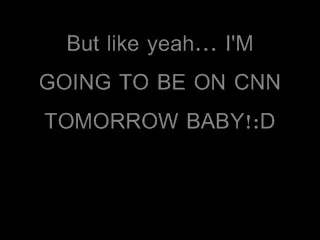 But like yeah... I'M
GOING TO BE ON CNN
TOMORROW BABY!:D